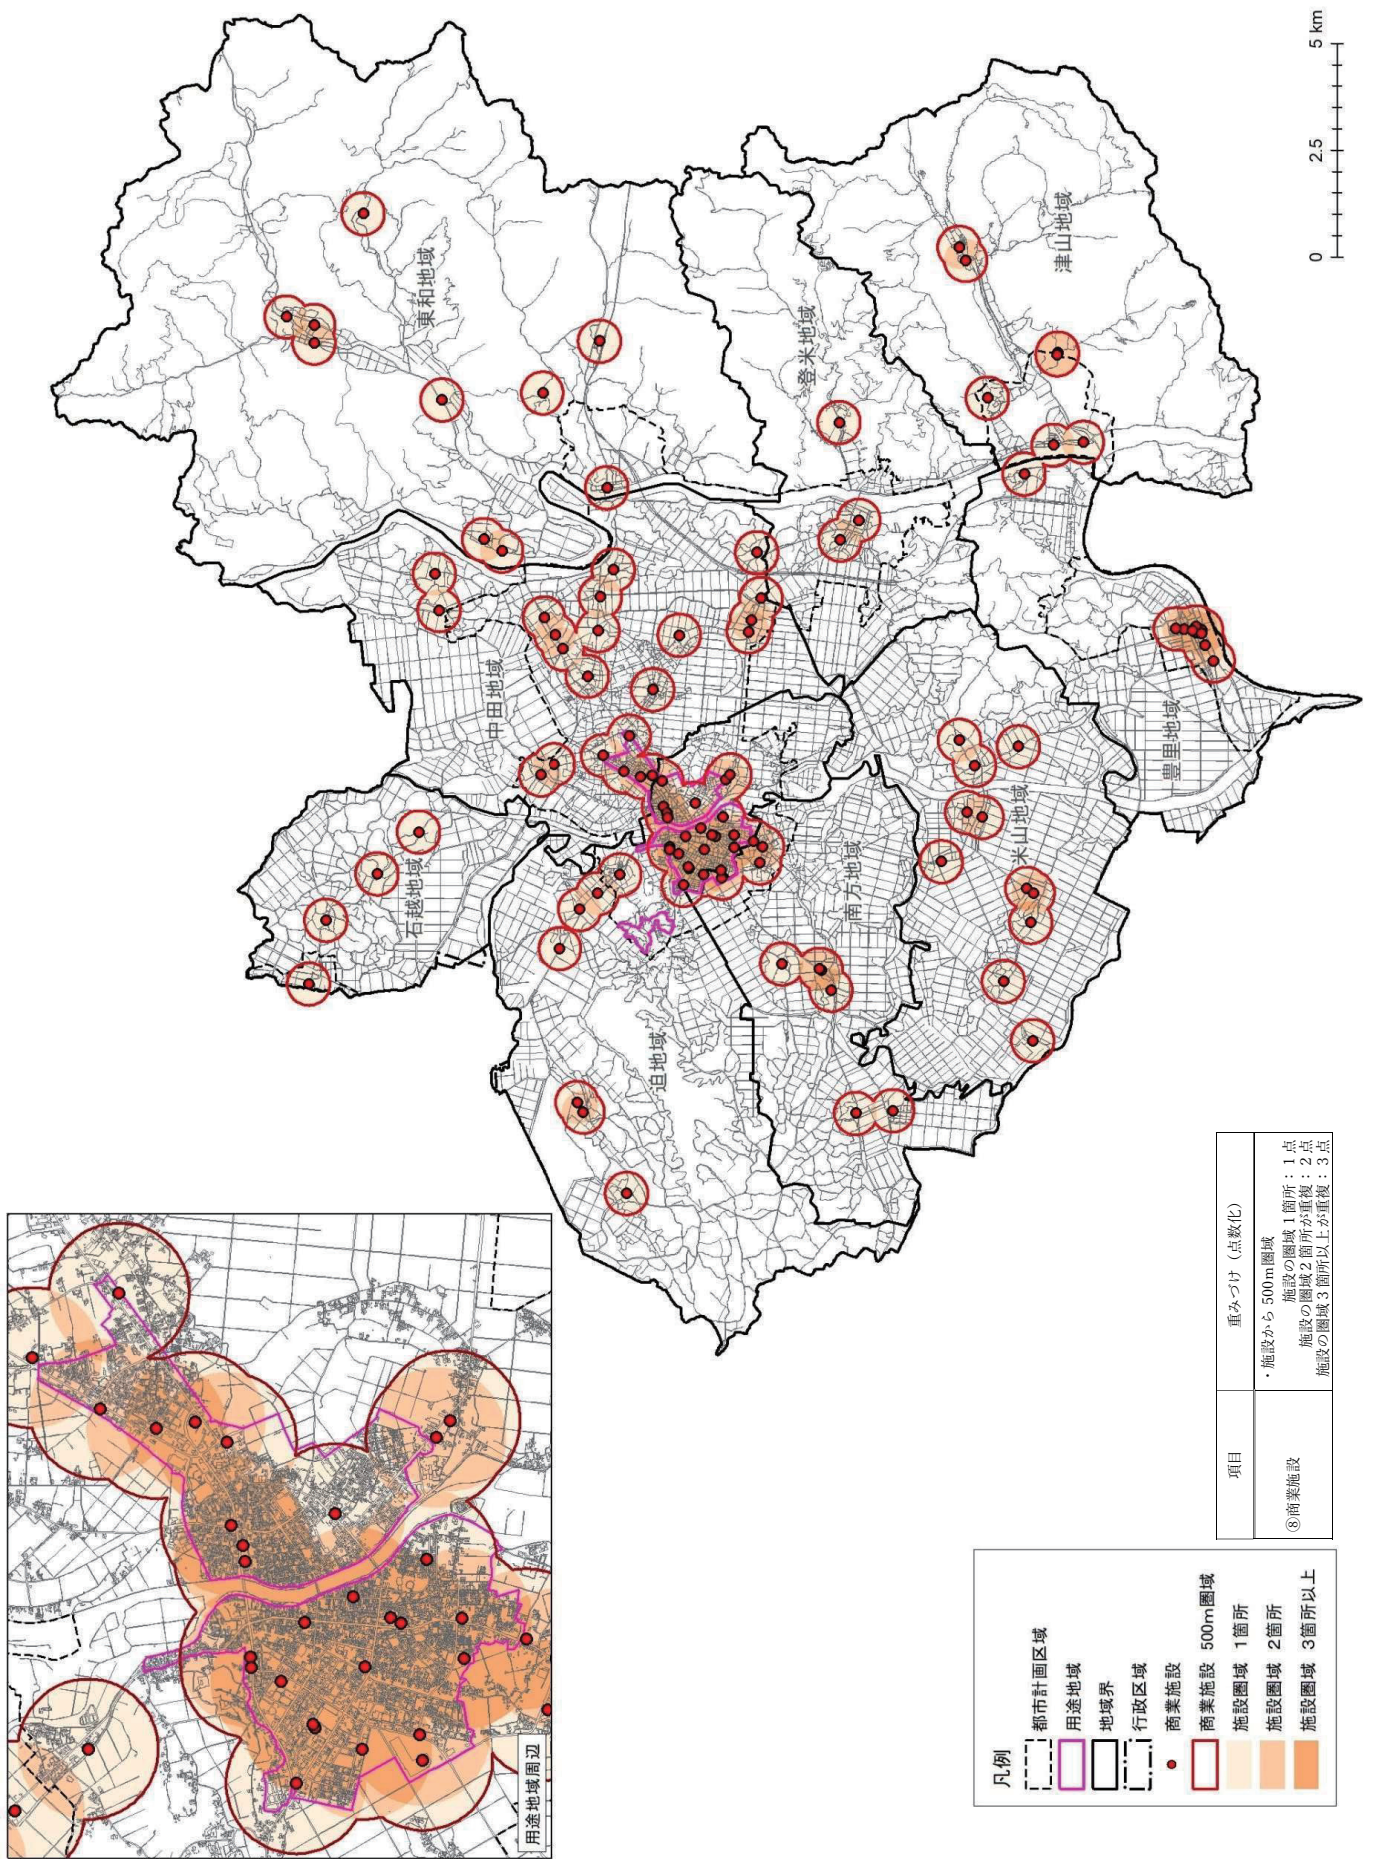 用途地域周辺
石越地域
中田地域
東和地域
迫地域
登米地域
南方地域
米山地域
豊里地域
津山地域
0 2.5 5 km
凡例
都市計画区域
用途地域
地域界
行政区域
商業施設
商業施設 500m圏域
施設圏域 1箇所
施設圏域 2箇所
施設圏域 3箇所以上
項目
重みづけ（点数化）
⑧商業施設
・施設から 500m圏域
施設の圏域 1 箇所：1 点
施設の圏域 2 箇所が重複：2 点
施設の圏域 3 箇所以上が重複：3 点